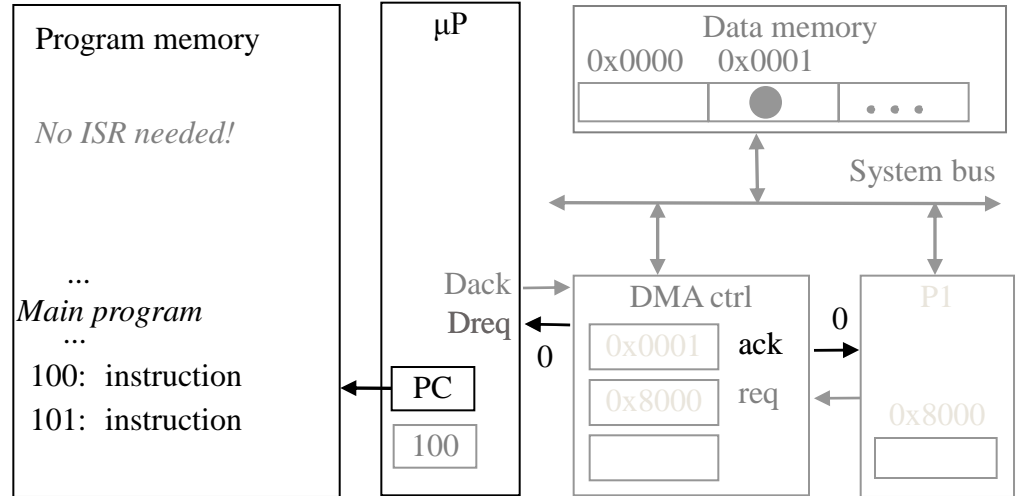 Program memory
No ISR needed!
...
Main program
...
100: instruction
101: instruction
μP
Dack
Dreq
0
PC
100
Data memory
0x0000 0x0001
...
System bus
DMA ctrl
0x0001
ack
0x8000
req
0
P1
0x8000